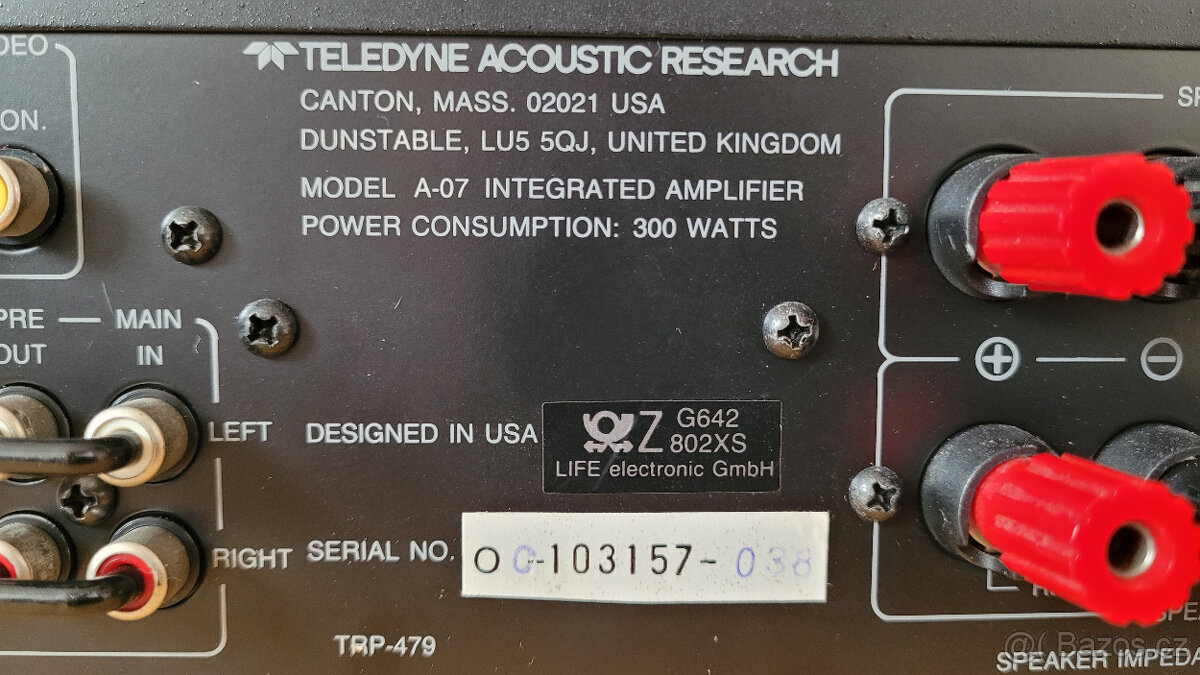 TELEDYNE ACOUSTIC RESEARCH
CANTON, MASS. 02021 USA
DUNSTABLE, LU5 5QJ, UNITED KINGDOM
MODEL A-07 INTEGRATED AMPLIFIER
POWER CONSUMPTION: 300 WATTS
MAIN
IN
PRE
OUT
LEFT
RIGHT
DESIGNED IN USA
Z G642
802XS
LIFE electronic GmbH
SERIAL NO. OC-103157-038
TRP-479
SPEAKER IMPEDA
Bazos.cz